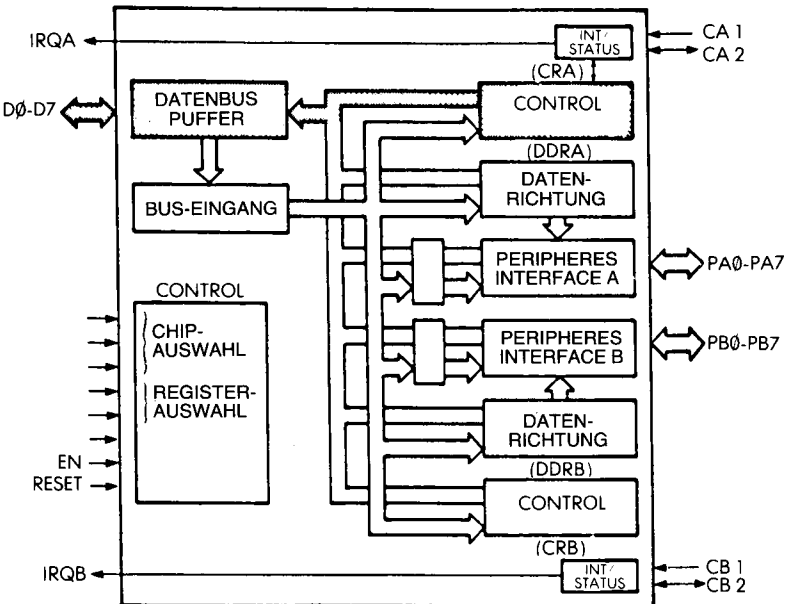 IRQA
INT/
STATUS
CA 1
CA 2
(CRA)
CONTROL
DØ-D7
DATENBUS
PUFFER
(DDRA)
DATEN-
RICHTUNG
BUS-EINGANG
PERIPHERES
INTERFACE A
PAØ-PA7
CONTROL
CHIP-
AUSWAHL
REGISTER-
AUSWAHL
PERIPHERES
INTERFACE B
PBØ-PB7
DATEN-
RICHTUNG
(DDRB)
EN
RESET
CONTROL
(CRB)
IRQB
INT/
STATUS
CB 1
CB 2